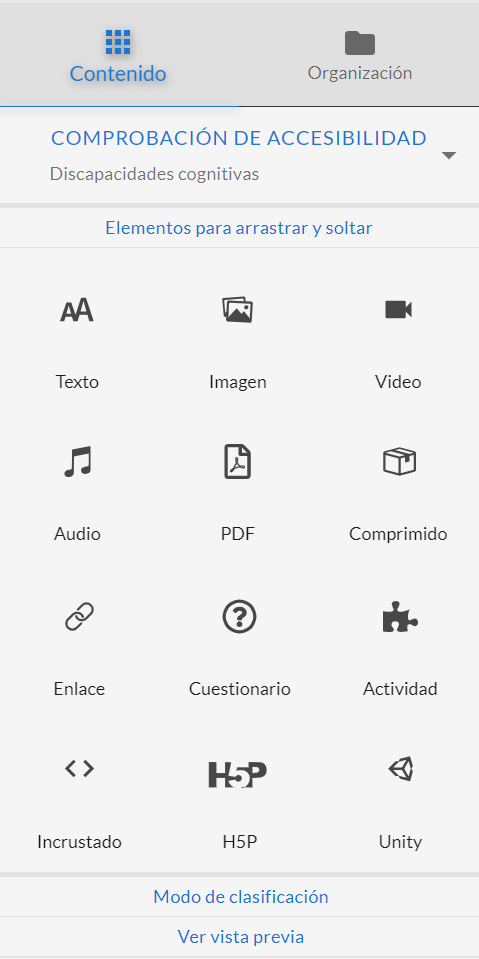 Contenido Organización
COMPROBACIÓN DE ACCESIBILIDAD
Discapacidades cognitivas
Elementos para arrastrar y soltar
AA
Texto Imagen Video
Audio PDF Comprimido
Enlace Cuestionario Actividad
H5P
Incrustado H5P Unity
Modo de clasificación
Ver vista previa